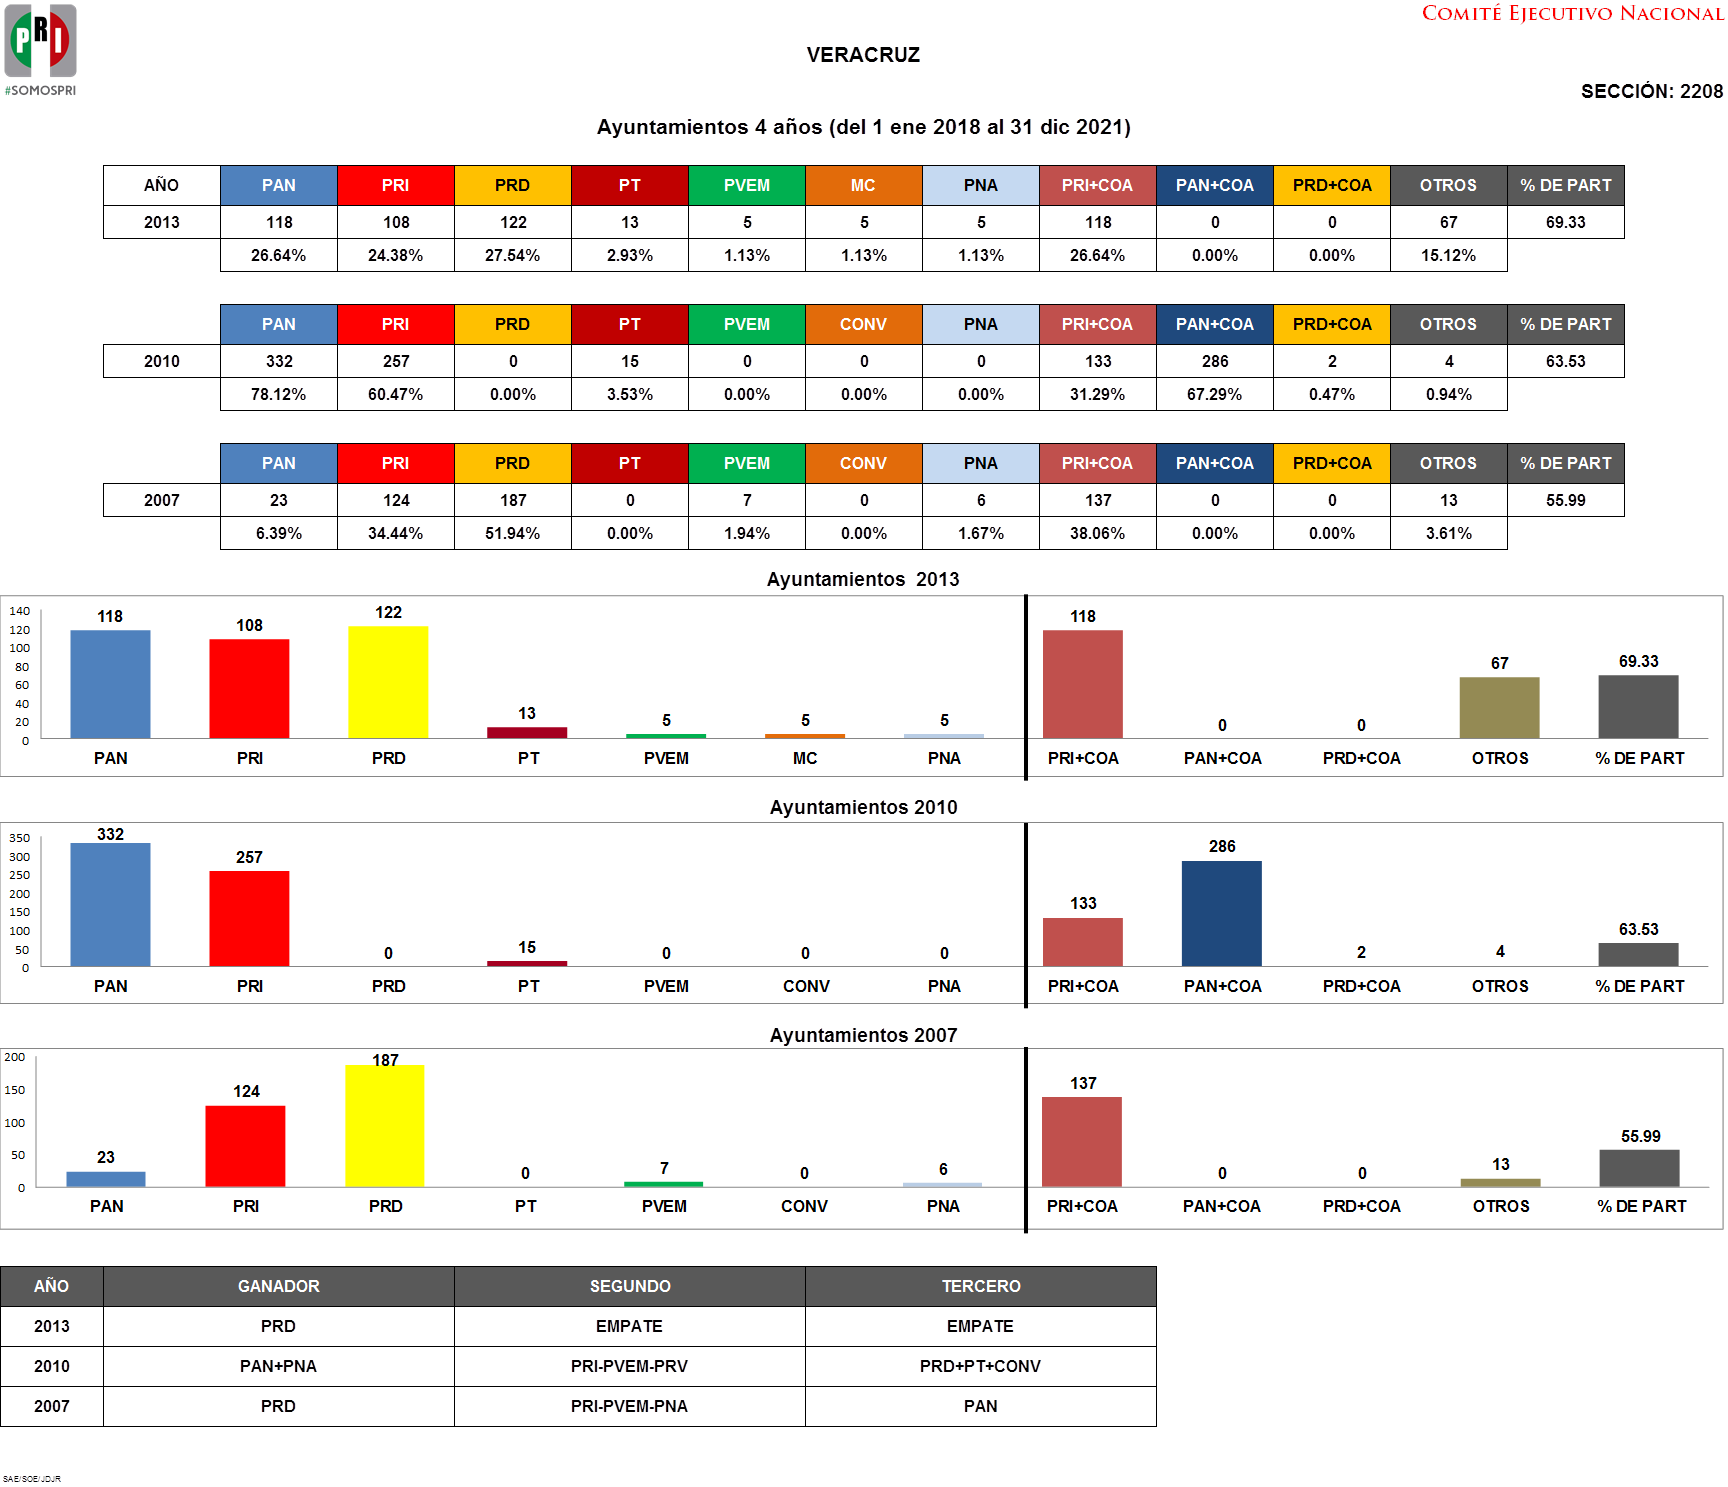 PRI
#SOMOSPRI
COMITÉ EJECUTIVO NACIONAL
VERACRUZ
SECCIÓN: 2208
Ayuntamientos 4 años (del 1 ene 2018 al 31 dic 2021)
AÑO PAN PRI PRD PT PVEM MC PNA PRI+COA PAN+COA PRD+COA OTROS % DE PART
2013 118 108 122 13 5 5 5 118 0 0 67 69.33
26.64% 24.38% 27.54% 2.93% 1.13% 1.13% 1.13% 26.64% 0.00% 0.00% 15.12%
PAN PRI PRD PT PVEM CONV PNA PRI+COA PAN+COA PRD+COA OTROS % DE PART
2010 332 257 0 15 0 0 0 133 286 2 4 63.53
78.12% 60.47% 0.00% 3.53% 0.00% 0.00% 0.00% 31.29% 67.29% 0.47% 0.94%
PAN PRI PRD PT PVEM CONV PNA PRI+COA PAN+COA PRD+COA OTROS % DE PART
2007 23 124 187 0 7 0 6 137 0 0 13 55.99
6.39% 34.44% 51.94% 0.00% 1.94% 0.00% 1.67% 38.06% 0.00% 0.00% 3.61%
Ayuntamientos 2013
140
120
100
80
60
40
20
0
118 108 122 13 5 5 5 118 0 0 67 69.33
PAN PRI PRD PT PVEM MC PNA PRI+COA PAN+COA PRD+COA OTROS % DE PART
Ayuntamientos 2010
350
300
250
200
150
100
50
0
332 257 0 15 0 0 0 133 286 2 4 63.53
PAN PRI PRD PT PVEM CONV PNA PRI+COA PAN+COA PRD+COA OTROS % DE PART
Ayuntamientos 2007
200
150
100
50
0
23 124 187 0 7 0 6 137 0 0 13 55.99
PAN PRI PRD PT PVEM CONV PNA PRI+COA PAN+COA PRD+COA OTROS % DE PART
AÑO GANADOR SEGUNDO TERCERO
2013 PRD EMPATE EMPATE
2010 PAN+PNA PRI-PVEM-PRV PRD+PT+CONV
2007 PRD PRI-PVEM-PNA PAN
SAE/SOE/JDJR